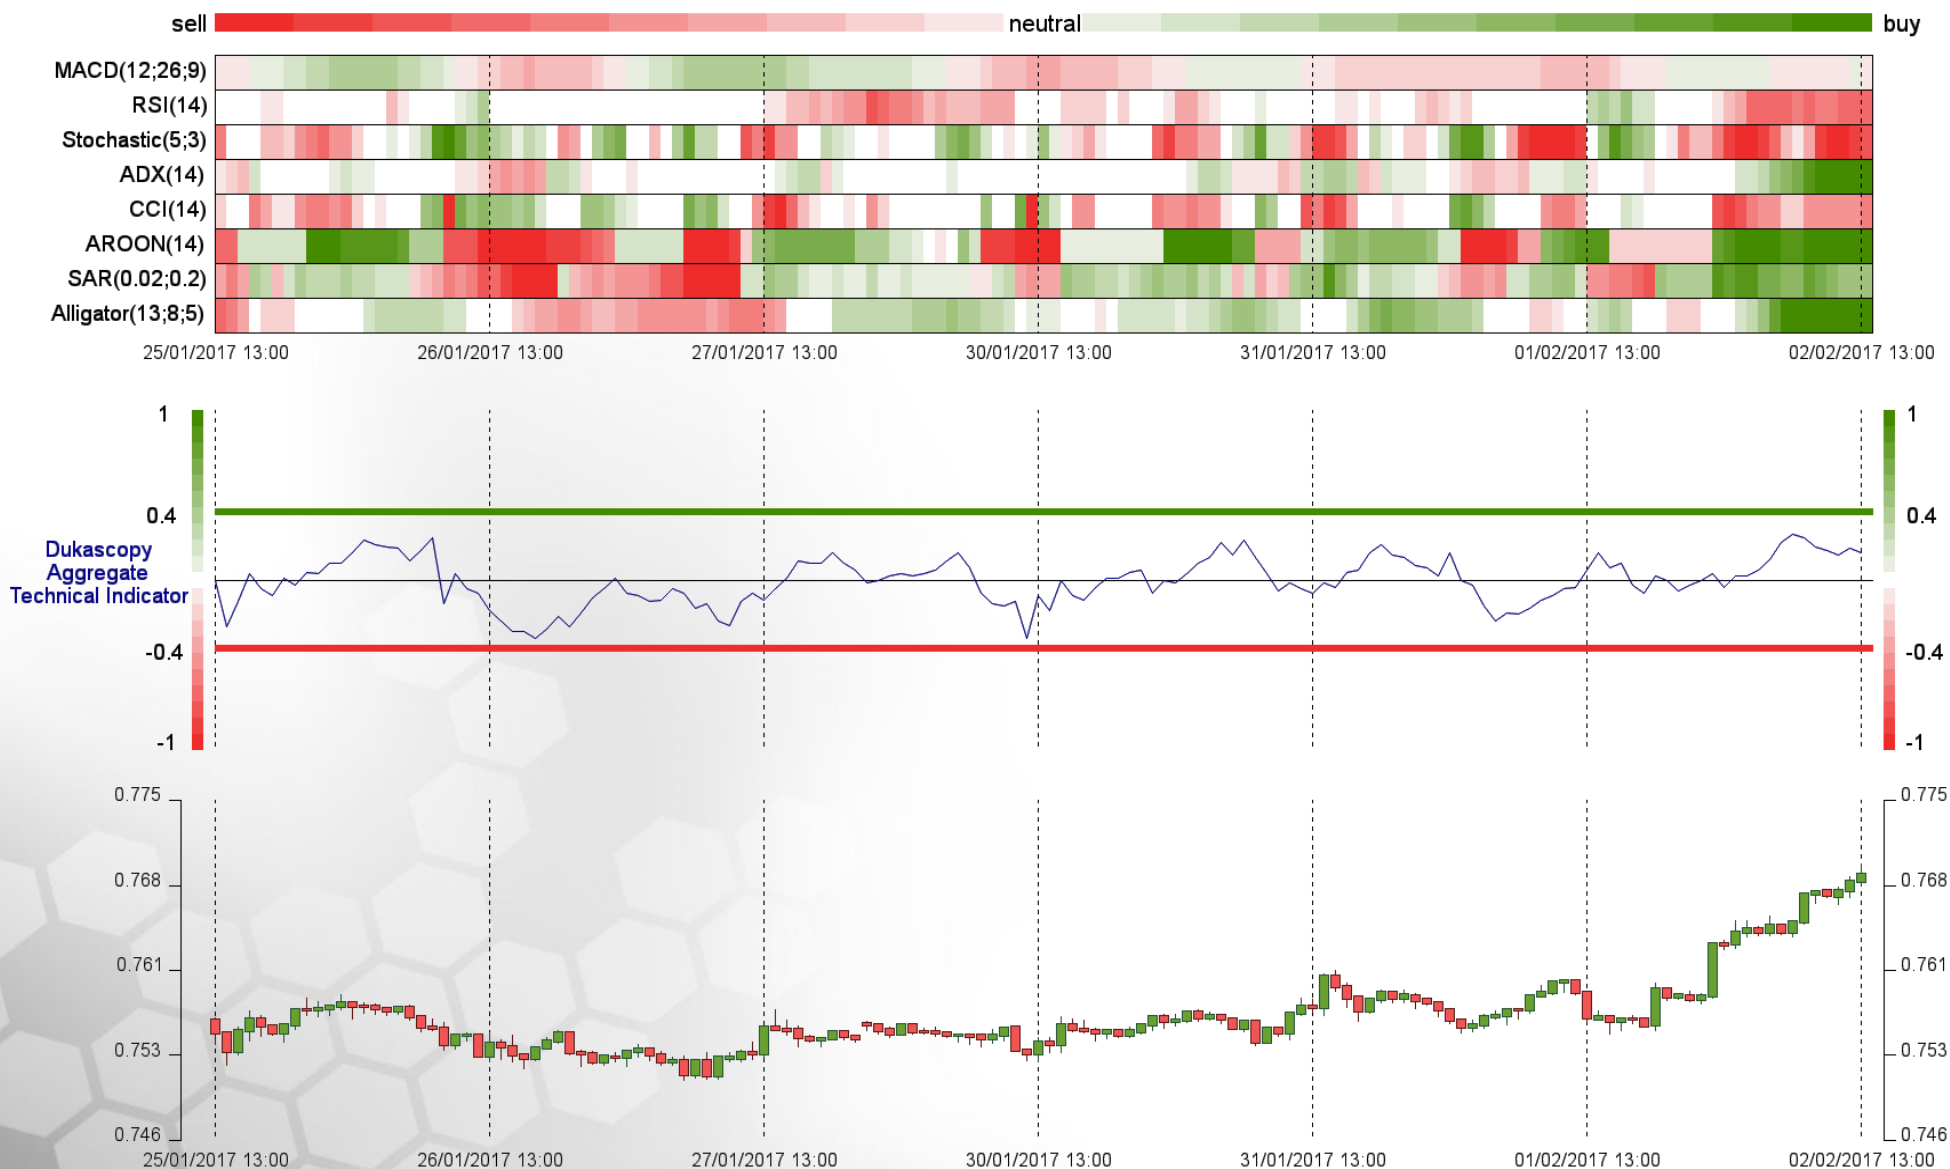 sell neutral buy
MACD(12;26;9)
RSI(14)
Stochastic(5;3)
ADX(14)
CCI(14)
AROON(14)
SAR(0.02;0.2)
Alligator(13;8;5)
25/01/2017 13:00 26/01/2017 13:00 27/01/2017 13:00 30/01/2017 13:00 31/01/2017 13:00 01/02/2017 13:00 02/02/2017 13:00
1 1
0.4 0.4
Dukascopy
Aggregate
Technical Indicator
-0.4 -0.4
-1 -1
0.775 0.775
0.768 0.768
0.761 0.761
0.753 0.753
0.746 0.746
25/01/2017 13:00 26/01/2017 13:00 27/01/2017 13:00 30/01/2017 13:00 31/01/2017 13:00 01/02/2017 13:00 02/02/2017 13:00